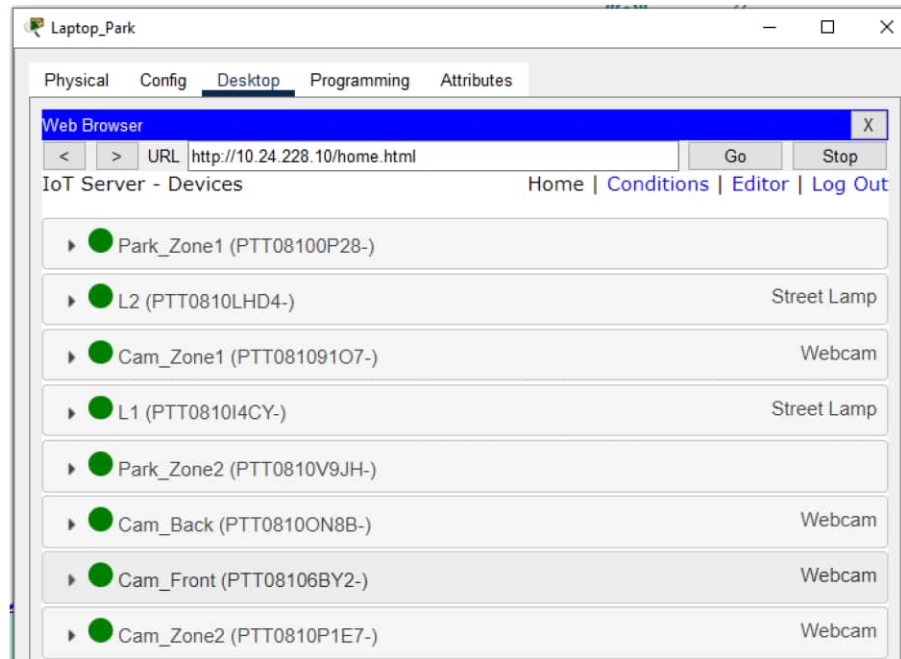 Laptop_Park
Physical Config Desktop Programming Attributes
Web Browser X
< > URL http://10.24.228.10/home.html Go Stop
IoT Server - Devices Home | Conditions | Editor | Log Out
Park_Zone1 (PTT08100P28-)
L2 (PTT0810LHD4-) Street Lamp
Cam_Zone1 (PTT081091O7-) Webcam
L1 (PTT0810I4CY-) Street Lamp
Park_Zone2 (PTT0810V9JH-)
Cam_Back (PTT0810ON8B-) Webcam
Cam_Front (PTT08106BY2-) Webcam
Cam_Zone2 (PTT0810P1E7-) Webcam